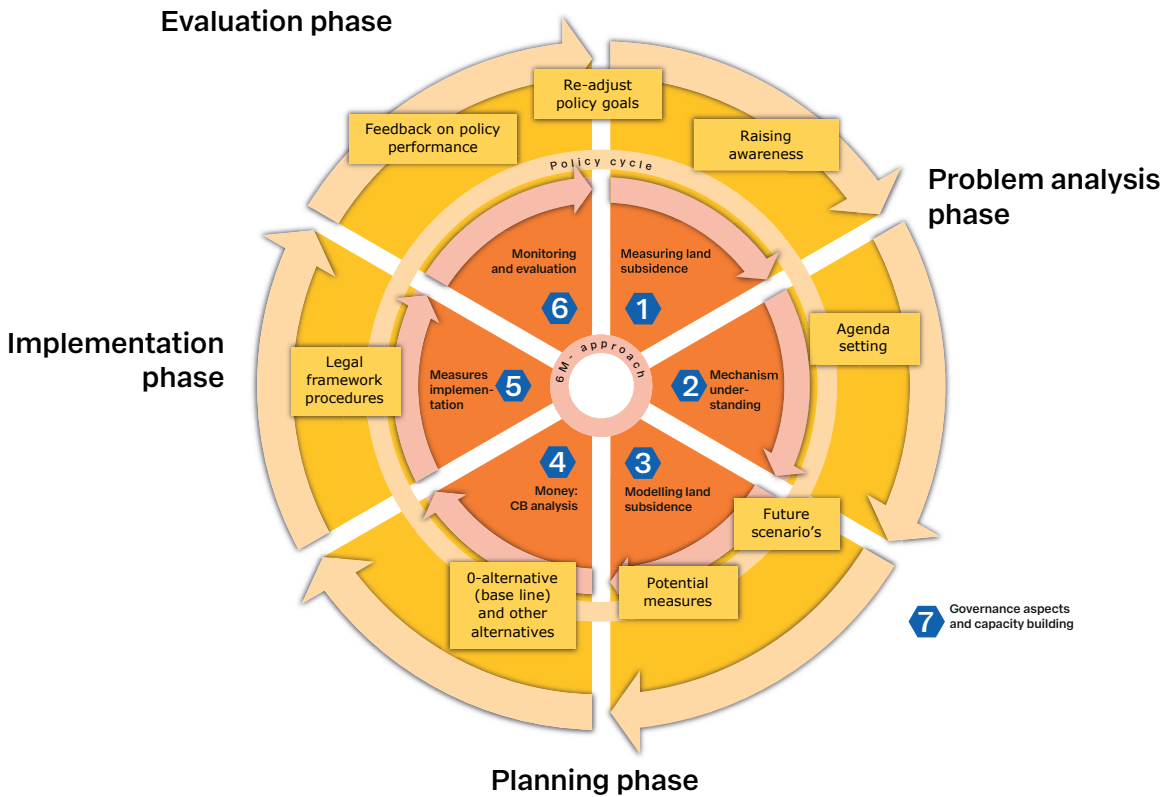 Evaluation phase
Re-adjust
policy goals
Feedback on policy
performance
Raising
awareness
Policy cycle
Problem analysis
phase
Monitoring
and evaluation
6
Measuring land
subsidence
1
Agenda
setting
Implementation
phase
Legal
framework
procedures
Measures
implemen-
tation
5
6M- approach
2
Mechanism
under-
standing
4
Money:
CB analysis
3
Modelling land
subsidence
Future
scenario's
0-alternative
(base line)
and other
alternatives
Potential
measures
7
Governance aspects
and capacity building
Planning phase